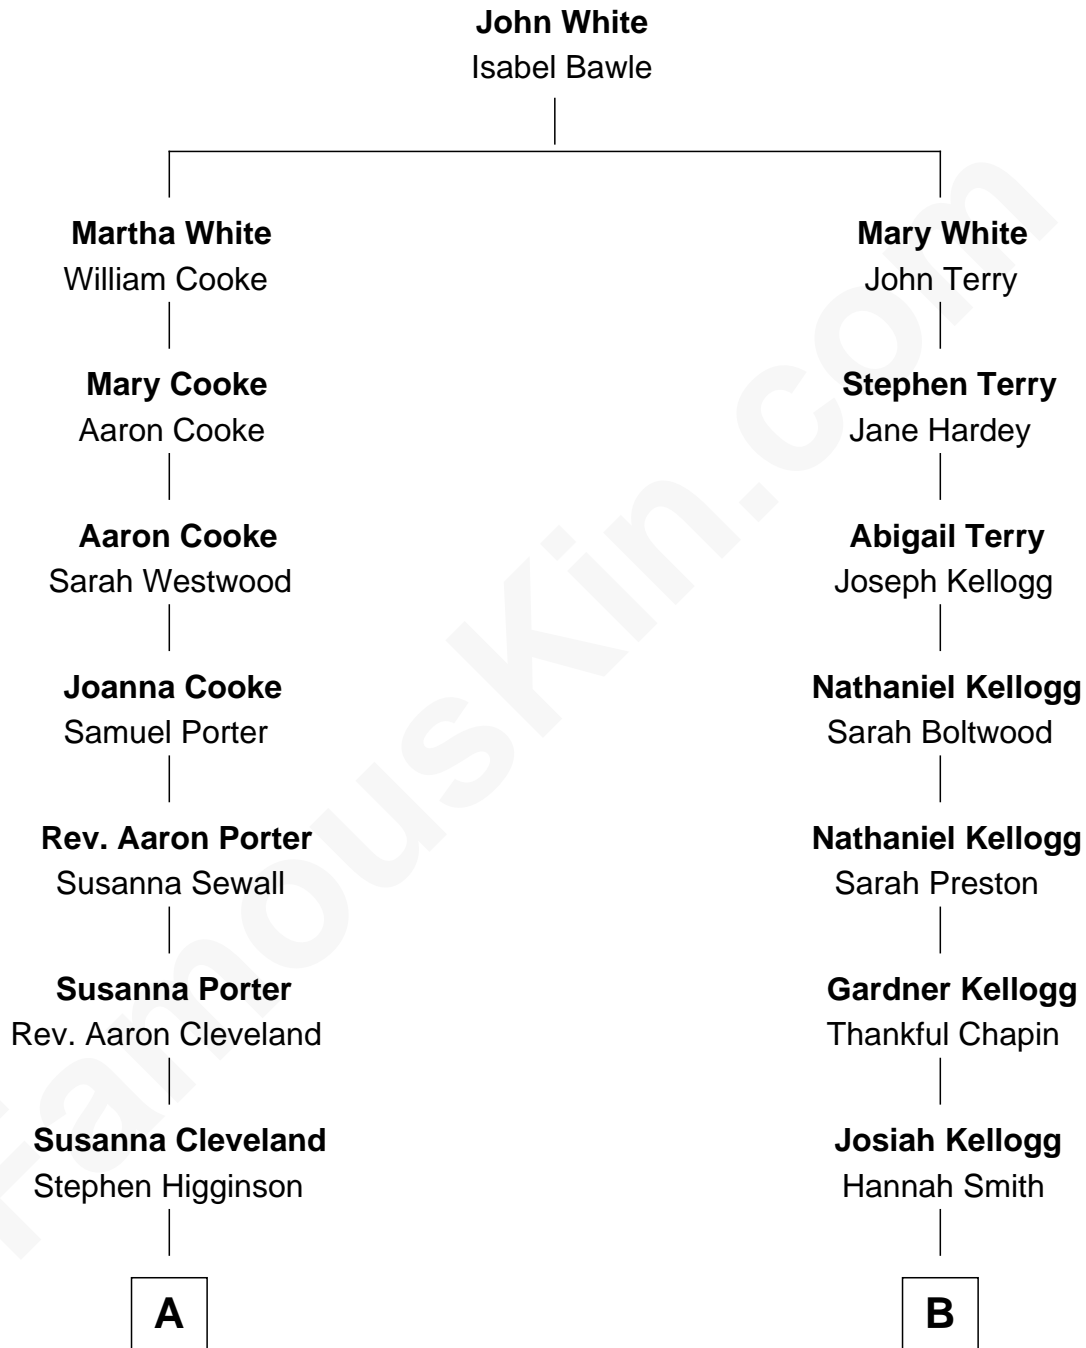 John White
Isabel Bawle
Martha White
William Cooke
Mary White
John Terry
Mary Cooke
Aaron Cooke
Stephen Terry
Jane Hardey
Aaron Cooke
Sarah Westwood
Abigail Terry
Joseph Kellogg
Joanna Cooke
Samuel Porter
Nathaniel Kellogg
Sarah Boltwood
Rev. Aaron Porter
Susanna Sewall
Nathaniel Kellogg
Sarah Preston
Susanna Porter
Rev. Aaron Cleveland
Gardner Kellogg
Thankful Chapin
Susanna Cleveland
Stephen Higginson
Josiah Kellogg
Hannah Smith
A
B
FamousKin.com